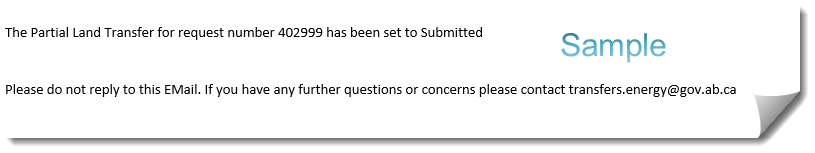 The Partial Land Transfer for request number 402999 has been set to Submitted
Sample
Please do not reply to this EMail. If you have any further questions or concerns please contact transfers.energy@gov.ab.ca